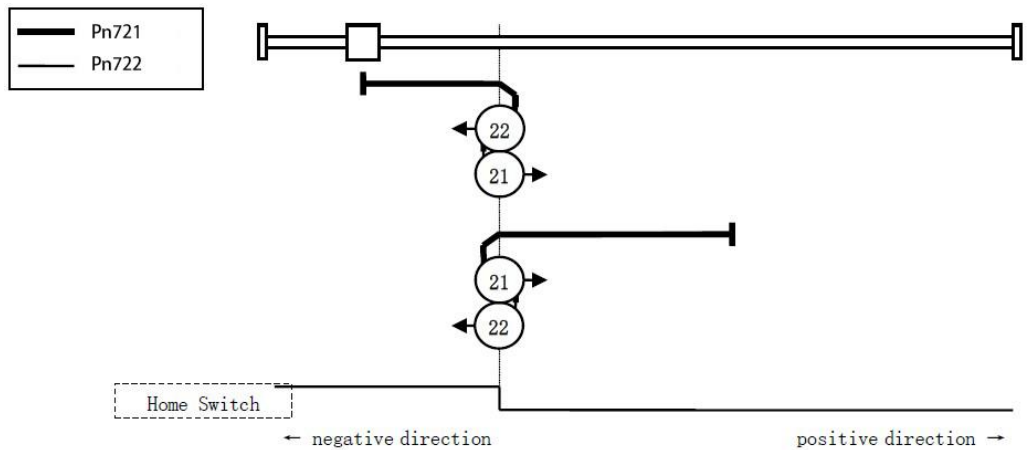 Pn721
Pn722
22
21
21
22
Home Switch
← negative direction
positive direction →